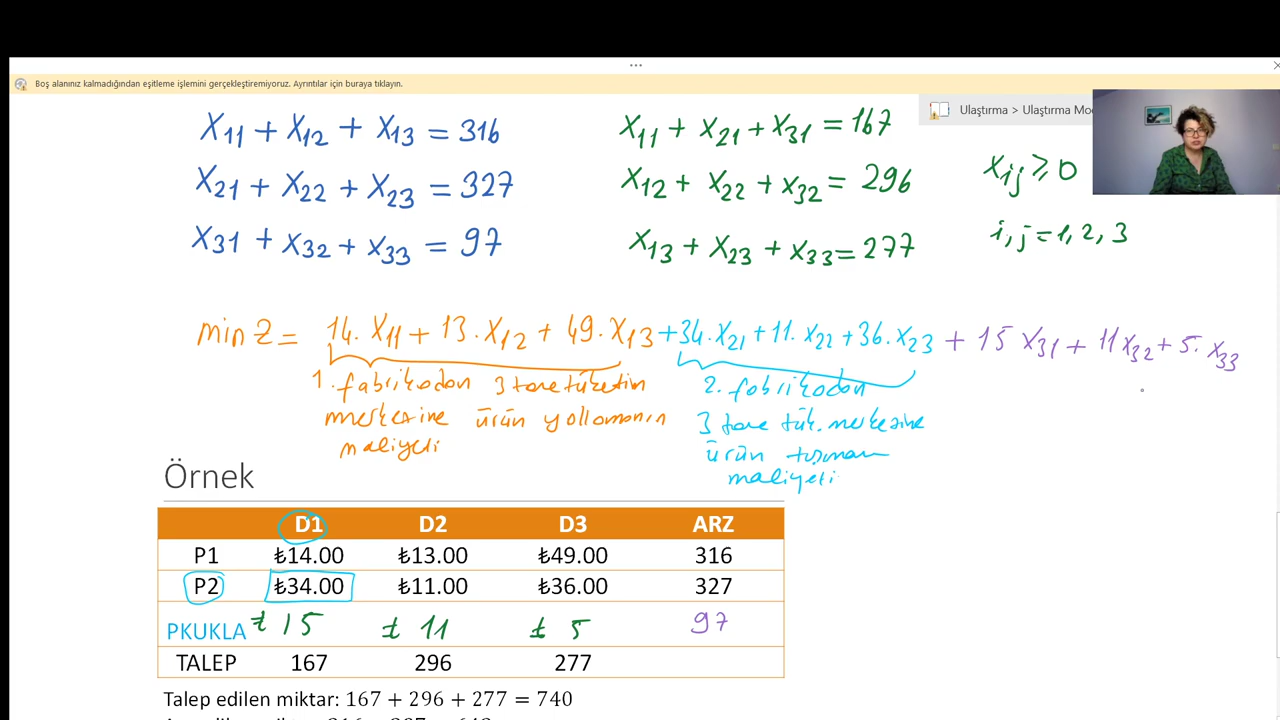 Boş alanınız kalmadığından eşitleme işlemini gerçekleştiremiyoruz. Ayrıntılar için buraya tıklayın.
Ulaştırma > Ulaştırma Mo
X11 + X12 + X13 = 316
X21 + X22 + X23 = 327
X31 + X32 + X33 = 97
X11 + X21 + X31 = 167
X12 + X22 + X32 = 296
X13 + X23 + X33 = 277
Xij ≥ 0
i, j = 1, 2, 3
min Z = 14. X11 + 13. X12 + 49. X13 + 34. X21 + 11. X22 + 36. X23 + 15 X31 + 11 X32 + 5. X33
1. fabrikadan 3 tane tüketim
merkezine ürün yollamanın
maliyeti
2. fabrikadan
3 tane tük. merkezine
ürün
maliyeti
Örnek
D1 D2 D3 ARZ
P1 ₺14.00 ₺13.00 ₺49.00 316
P2 ₺34.00 ₺11.00 ₺36.00 327
PKUKLA ₺ 15 ₺ 11 ₺ 5 97
TALEP 167 296 277
Talep edilen miktar: 167 + 296 + 277 = 740